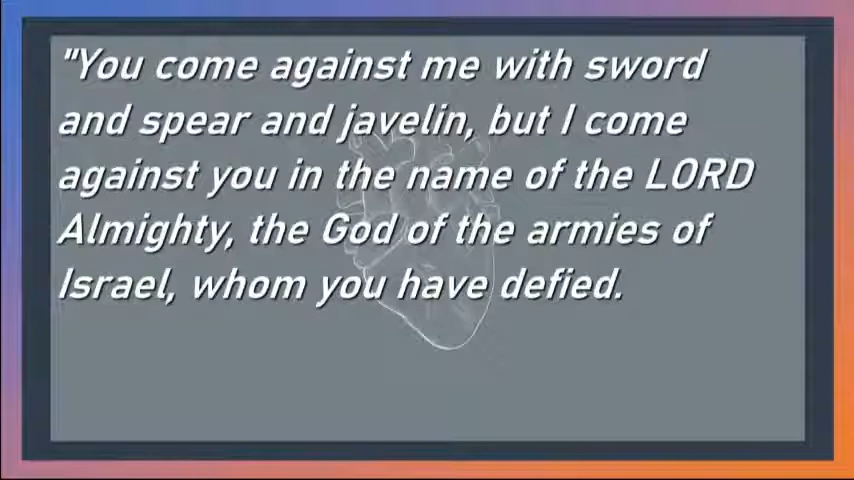 "You come against me with sword
and spear and javelin, but I come
against you in the name of the LORD
Almighty, the God of the armies of
Israel, whom you have defied.